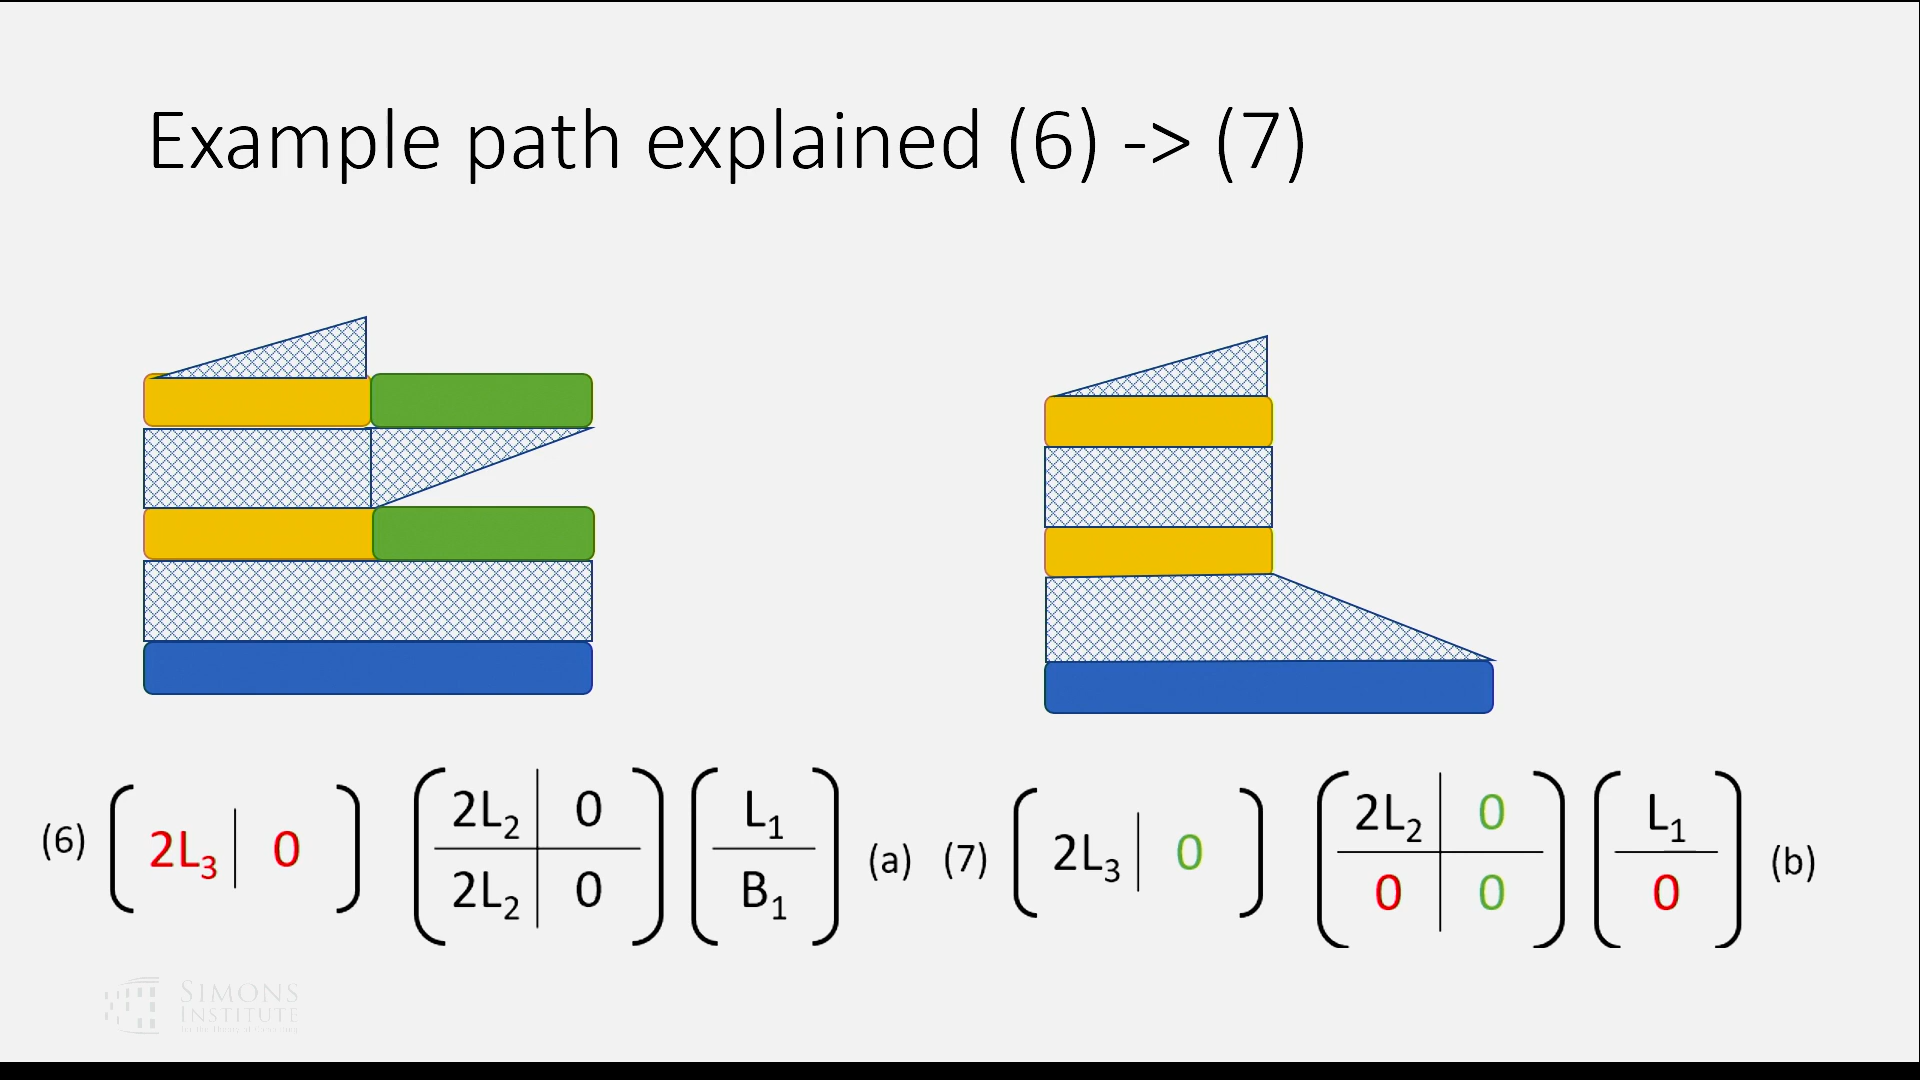 Example path explained (6) -> (7)
(6) 2L3 0 2L2 0 L1
2L2 0 B1 (a)
(7) 2L3 0 2L2 0 L1
0 0 0 (b)
SIMONS
INSTITUTE